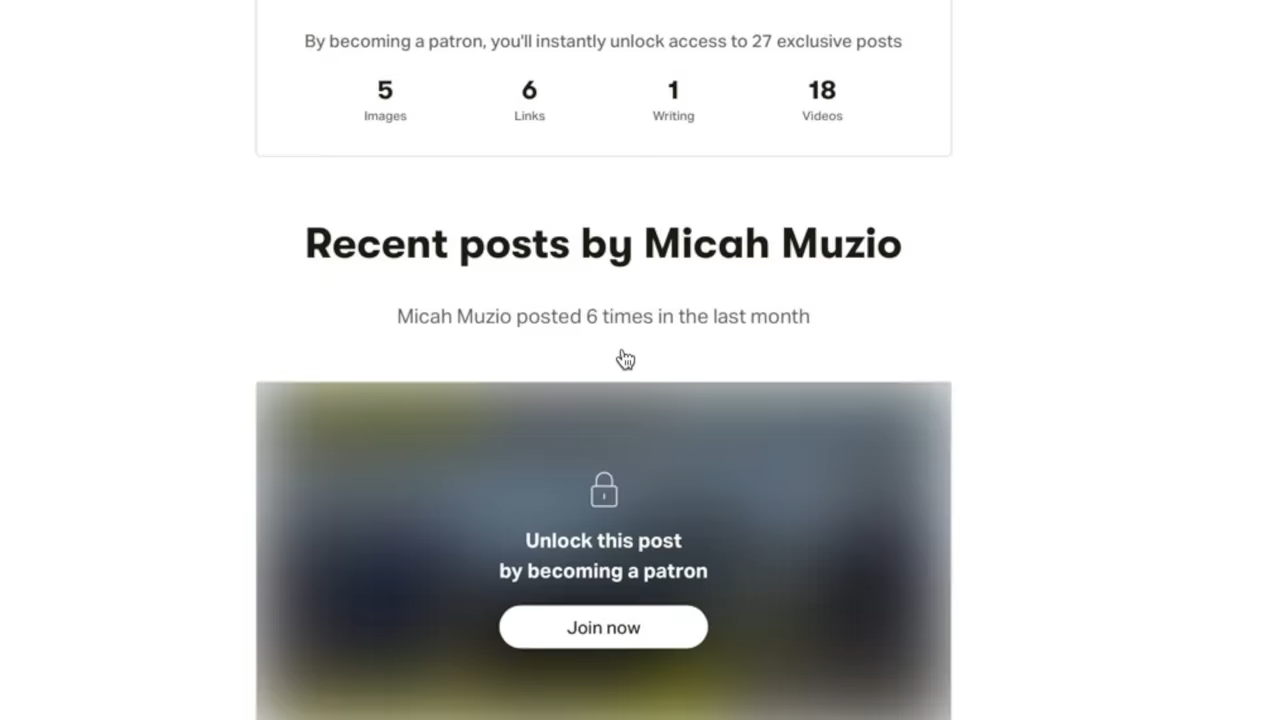 By becoming a patron, you'll instantly unlock access to 27 exclusive posts
5 6 1 18
Images Links Writing Videos
Recent posts by Micah Muzio
Micah Muzio posted 6 times in the last month
Unlock this post
by becoming a patron
Join now